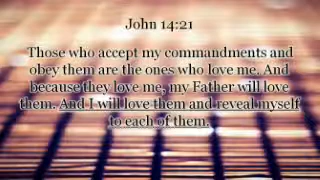 John 14:21
Those who accept my commandments and
obey them are the ones who love me. And
because they love me, my Father will love
them. And I will love them and reveal myself
to each of them.